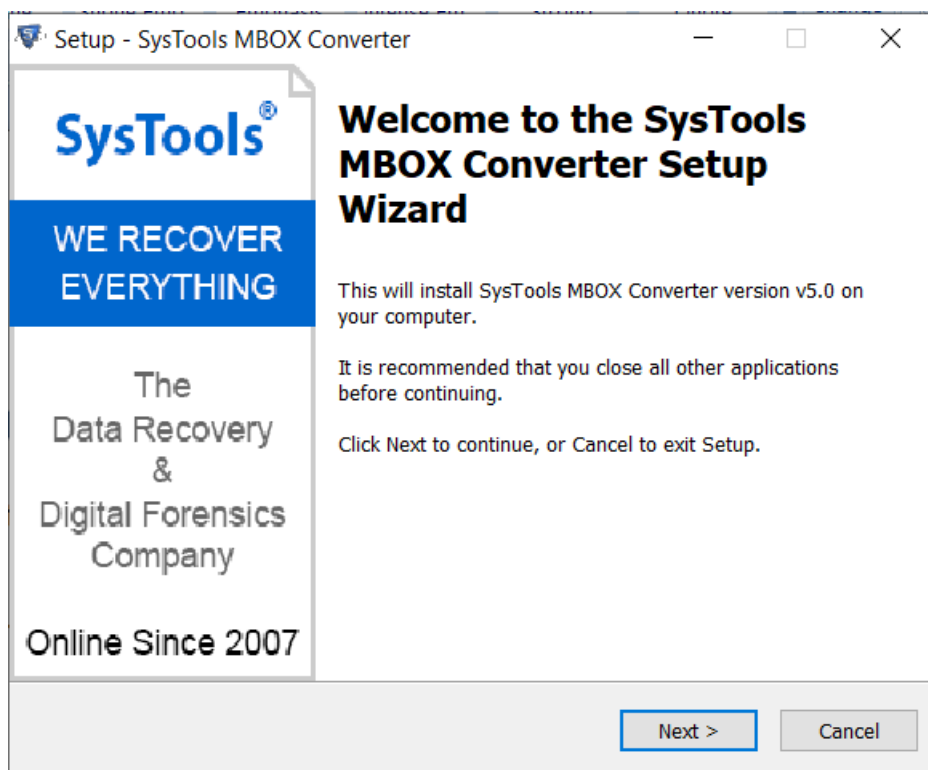 Setup - SysTools MBOX Converter
SysTools®
WE RECOVER
EVERYTHING
The
Data Recovery
&
Digital Forensics
Company
Online Since 2007
Welcome to the SysTools
MBOX Converter Setup
Wizard
This will install SysTools MBOX Converter version v5.0 on
your computer.
It is recommended that you close all other applications
before continuing.
Click Next to continue, or Cancel to exit Setup.
Next >
Cancel